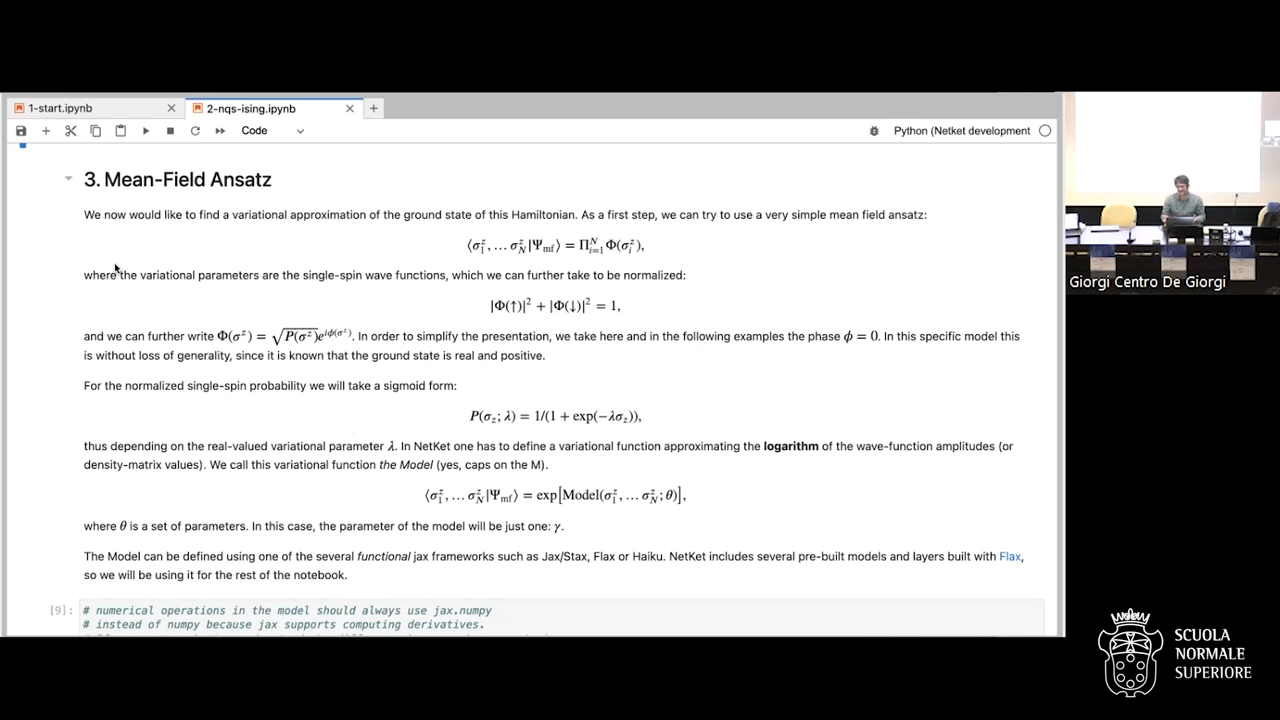 1-start.ipynb
2-nqs-ising.ipynb
Code
Python (Netket development
3. Mean-Field Ansatz
We now would like to find a variational approximation of the ground state of this Hamiltonian. As a first step, we can try to use a very simple mean field ansatz:
⟨σ₁ᶻ, … σ_Nᶻ|Ψ_mf⟩ = Π_{i=1}^N Φ(σᵢᶻ),
where the variational parameters are the single-spin wave functions, which we can further take to be normalized:
|Φ(↑)|² + |Φ(↓)|² = 1,
and we can further write Φ(σᶻ) = √P(σᶻ)e^{iϕ(σᶻ)}. In order to simplify the presentation, we take here and in the following examples the phase ϕ = 0. In this specific model this
is without loss of generality, since it is known that the ground state is real and positive.
For the normalized single-spin probability we will take a sigmoid form:
P(σ_z; λ) = 1/(1 + exp(−λσ_z)),
thus depending on the real-valued variational parameter λ. In NetKet one has to define a variational function approximating the logarithm of the wave-function amplitudes (or
density-matrix values). We call this variational function the Model (yes, caps on the M).
⟨σ₁ᶻ, … σ_Nᶻ|Ψ_mf⟩ = exp[Model(σ₁ᶻ, … σ_Nᶻ; θ)],
where θ is a set of parameters. In this case, the parameter of the model will be just one: γ.
The Model can be defined using one of the several functional jax frameworks such as Jax/Stax, Flax or Haiku. NetKet includes several pre-built models and layers built with Flax,
so we will be using it for the rest of the notebook.
[9]: # numerical operations in the model should always use jax.numpy
# instead of numpy because jax supports computing derivatives.
Giorgi Centro De Giorgi
SCUOLA
NORMALE
SUPERIORE